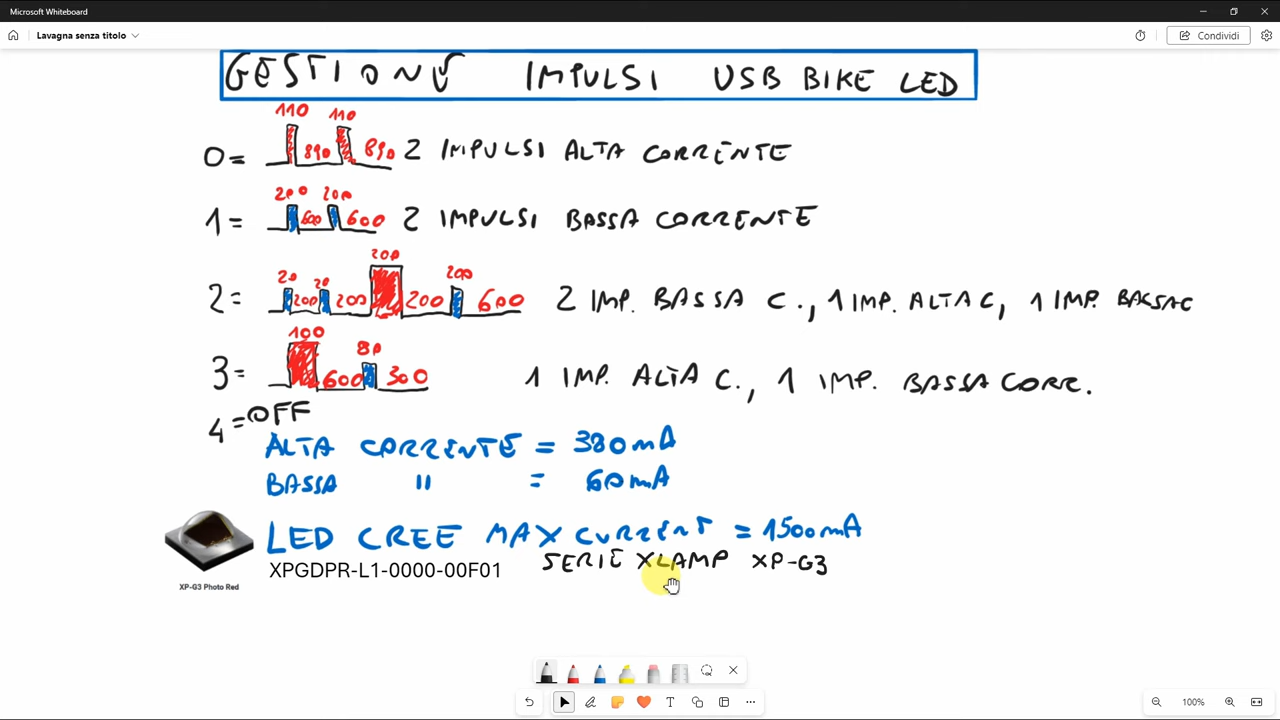 Microsoft Whiteboard
Lavagna senza titolo
Condividi
GESTIONE IMPULSI USB BIKE LED
110 110
0= 890 890 2 IMPULSI ALTA CORRENTE
200 200
1= 600 600 2 IMPULSI BASSA CORRENTE
20 20 200 200
2= 200 200 200 600 2 IMP. BASSA C., 1 IMP. ALTA C, 1 IMP. BASSA C
100 80
3= 600 300 1 IMP. ALTA C., 1 IMP. BASSA CORR.
4=OFF
ALTA CORRENTE = 380mA
BASSA " = 60mA
LED CREE MAX CURRENT = 1500mA
XPGDPR-L1-0000-00F01 SERIE XLAMP XP-G3
XP-G3 Photo Red
100%